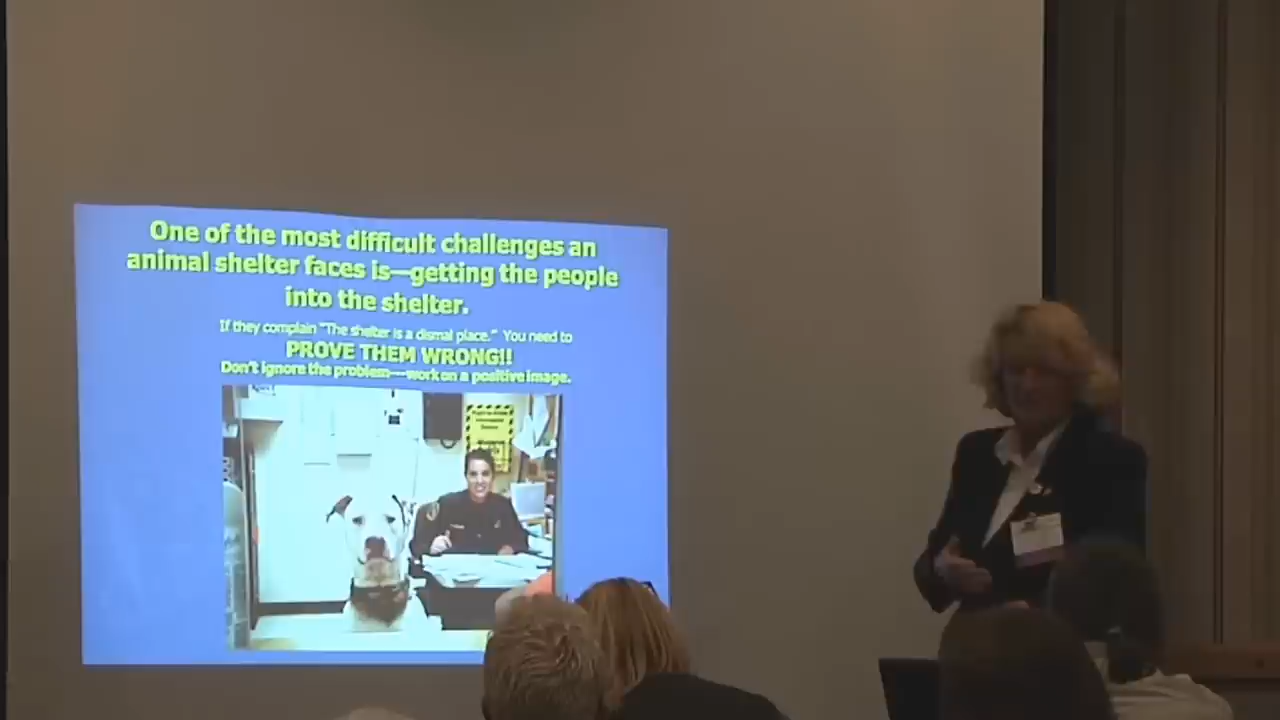 One of the most difficult challenges an
animal shelter faces is—getting the people
into the shelter.
If they complain "The shelter is a dismal place." You need to
PROVE THEM WRONG!!
Don't ignore the problem—work on a positive image.